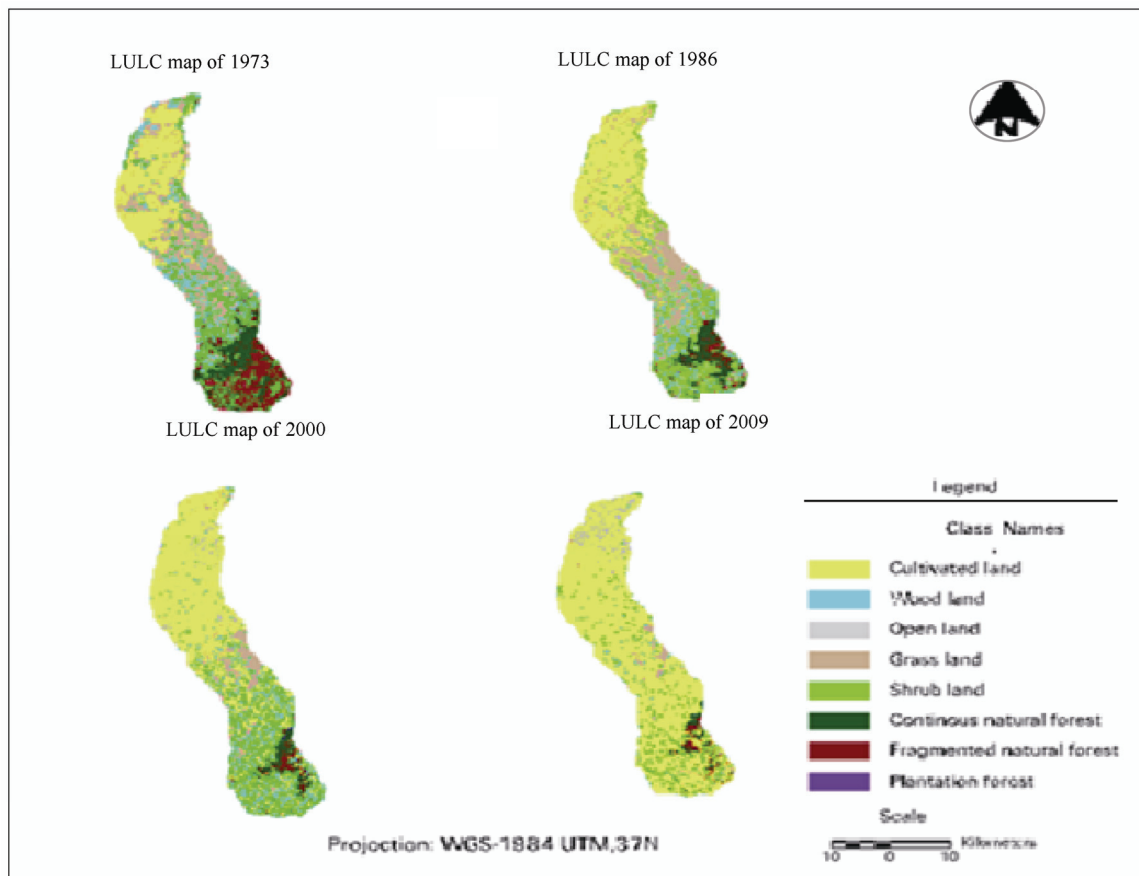 LULC map of 1973
LULC map of 1986
N
LULC map of 2000
LULC map of 2009
Legend
Class Names
Cultivated land
Wood land
Open land
Grass land
Shrub land
Continous natural forest
Fragmented natural forest
Plantation forest
Scale
10 0 10 Kilometers
Projection: WGS-1984 UTM,37N